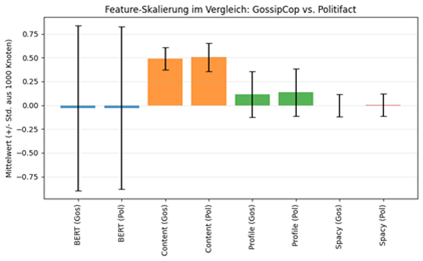 Feature-Skalierung im Vergleich: GossipCop vs. Politifact
Mittelwert (+/- Std. aus 1000 Knoten)
0.75
0.50
0.25
0.00
−0.25
−0.50
−0.75
BERT (Gos)
BERT (Pol)
Content (Gos)
Content (Pol)
Profile (Gos)
Profile (Pol)
Spacy (Gos)
Spacy (Pol)